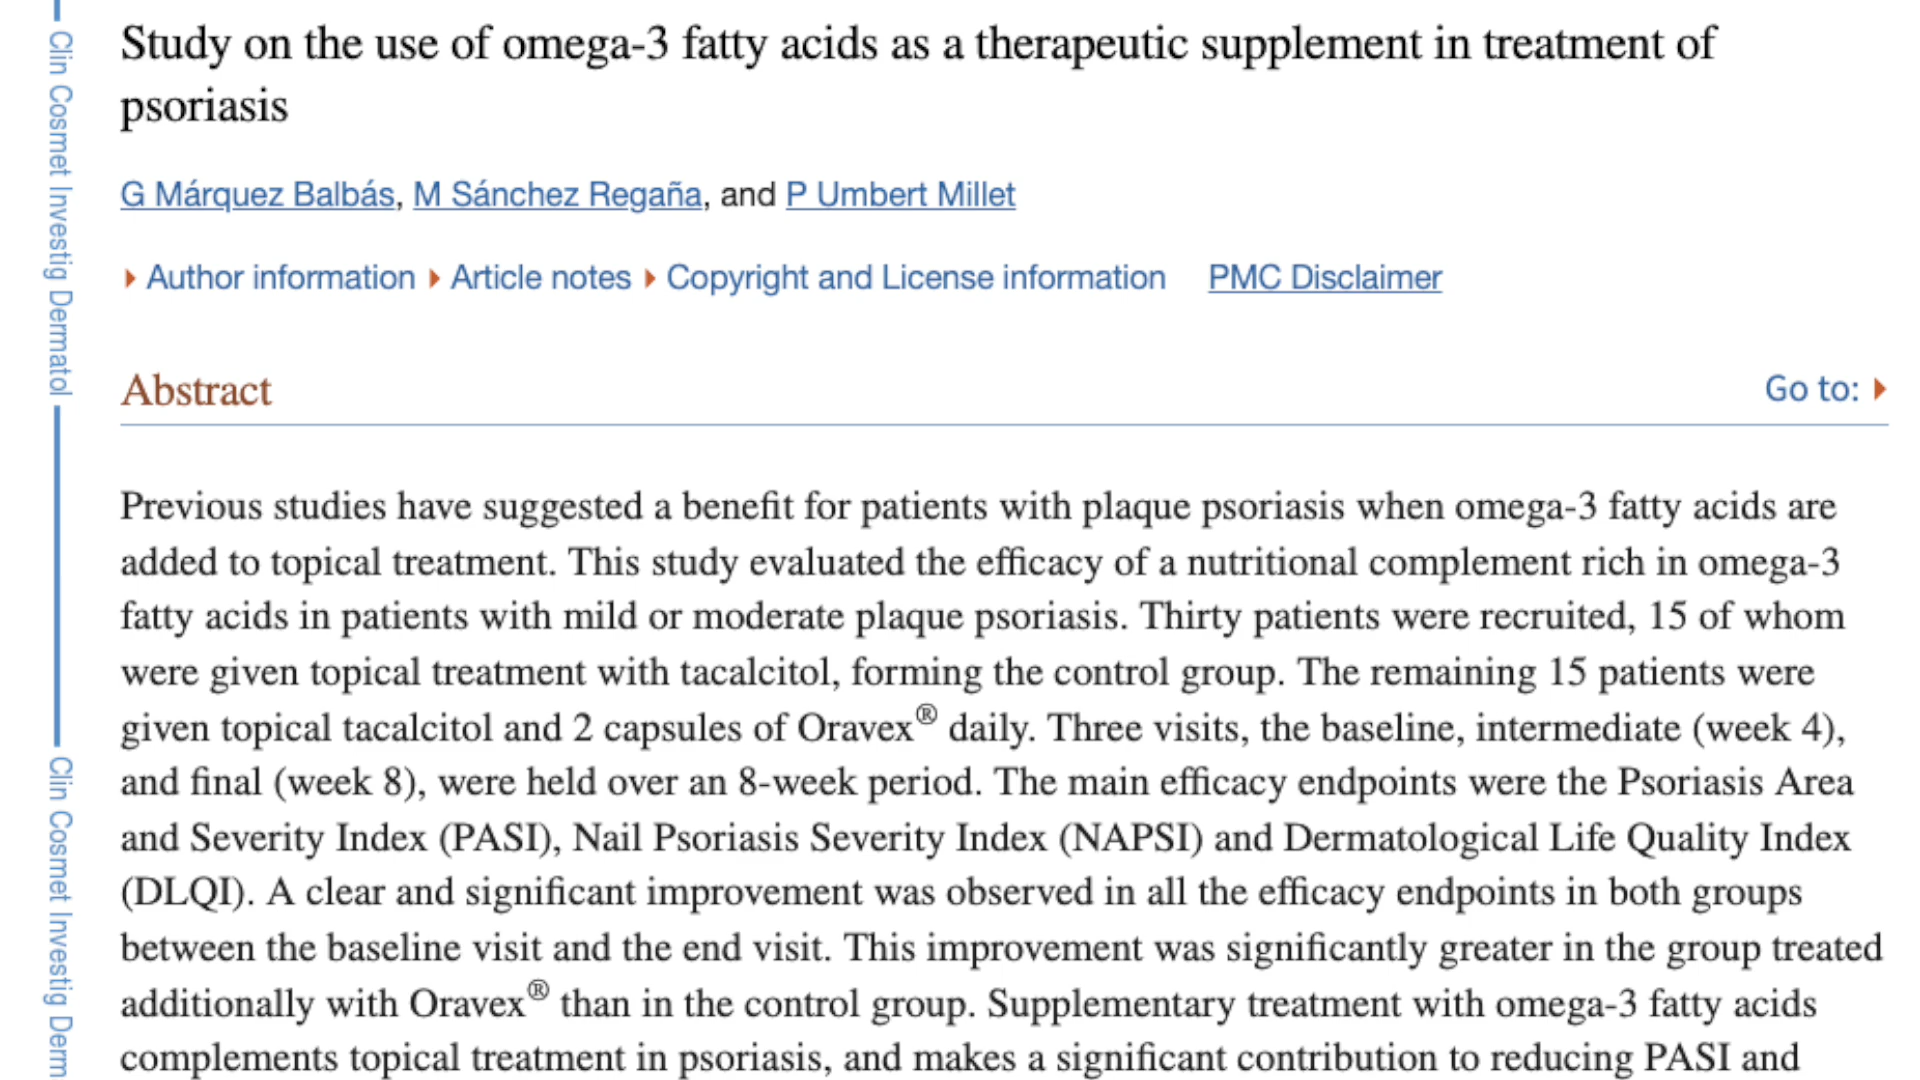 Clin Cosmet Investig Dermatol
Clin Cosmet Investig Derm
Study on the use of omega-3 fatty acids as a therapeutic supplement in treatment of
psoriasis
G Márquez Balbás, M Sánchez Regaña, and P Umbert Millet
Author information Article notes Copyright and License information PMC Disclaimer
Abstract Go to:
Previous studies have suggested a benefit for patients with plaque psoriasis when omega-3 fatty acids are
added to topical treatment. This study evaluated the efficacy of a nutritional complement rich in omega-3
fatty acids in patients with mild or moderate plaque psoriasis. Thirty patients were recruited, 15 of whom
were given topical treatment with tacalcitol, forming the control group. The remaining 15 patients were
given topical tacalcitol and 2 capsules of Oravex® daily. Three visits, the baseline, intermediate (week 4),
and final (week 8), were held over an 8-week period. The main efficacy endpoints were the Psoriasis Area
and Severity Index (PASI), Nail Psoriasis Severity Index (NAPSI) and Dermatological Life Quality Index
(DLQI). A clear and significant improvement was observed in all the efficacy endpoints in both groups
between the baseline visit and the end visit. This improvement was significantly greater in the group treated
additionally with Oravex® than in the control group. Supplementary treatment with omega-3 fatty acids
complements topical treatment in psoriasis, and makes a significant contribution to reducing PASI and